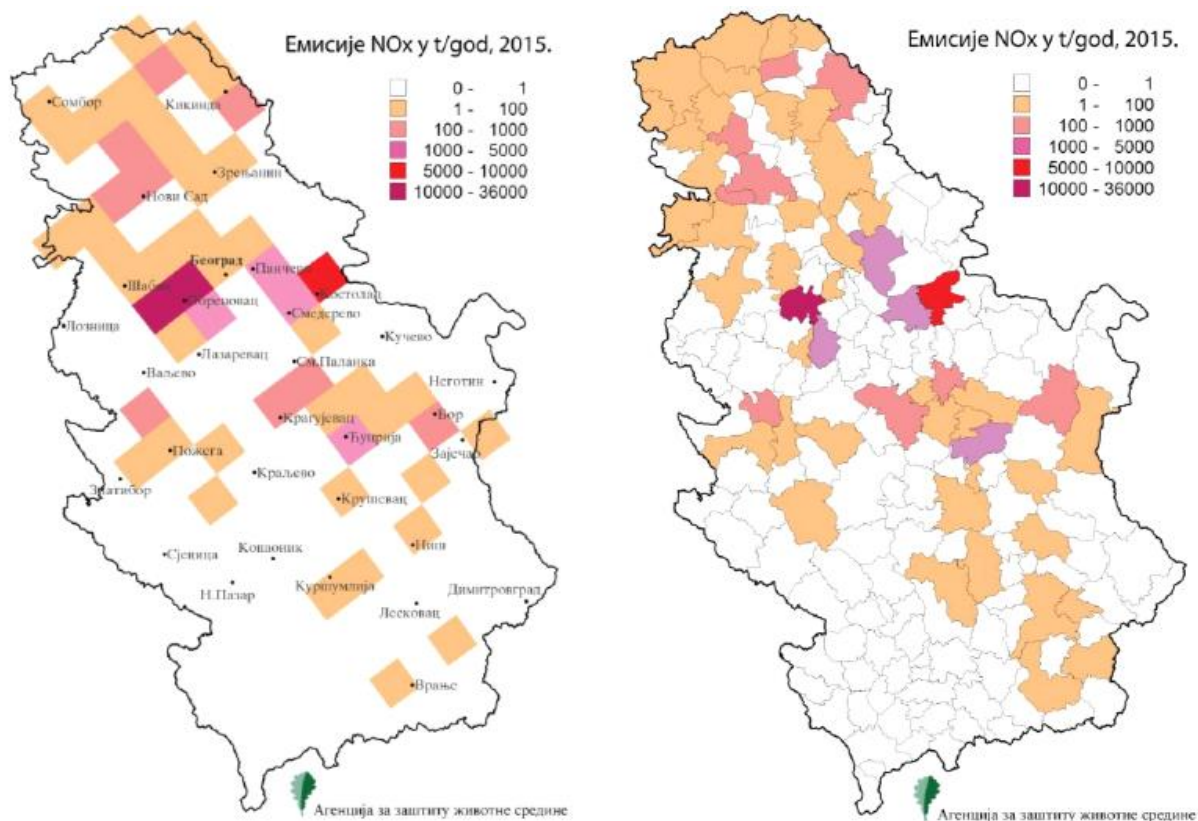 Емисије NOx у t/god, 2015.
0 - 1
1 - 100
100 - 1000
1000 - 5000
5000 - 10000
10000 - 36000
Сомбор
Кикинда
Зрењанин
Нови Сад
Београд
Панчево
Шабац
Костолац
Смедерево
Лозница
Лазаревац
Кучево
Ваљево
См.Паланка
Неготин
Крагујевац
Бор
Ћуприја
Зајечар
Пожега
Краљево
Златибор
Крушевац
Ниш
Сјеница
Копаоник
Куршумлија
Димитровград
Н.Пазар
Лесковац
Врање
Агенција за заштиту животне средине
Емисије NOx у t/god, 2015.
0 - 1
1 - 100
100 - 1000
1000 - 5000
5000 - 10000
10000 - 36000
Агенција за заштиту животне средине